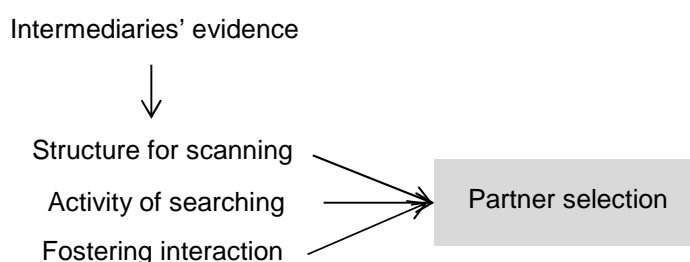 Intermediaries’ evidence
Structure for scanning
Activity of searching
Partner selection
Fostering interaction